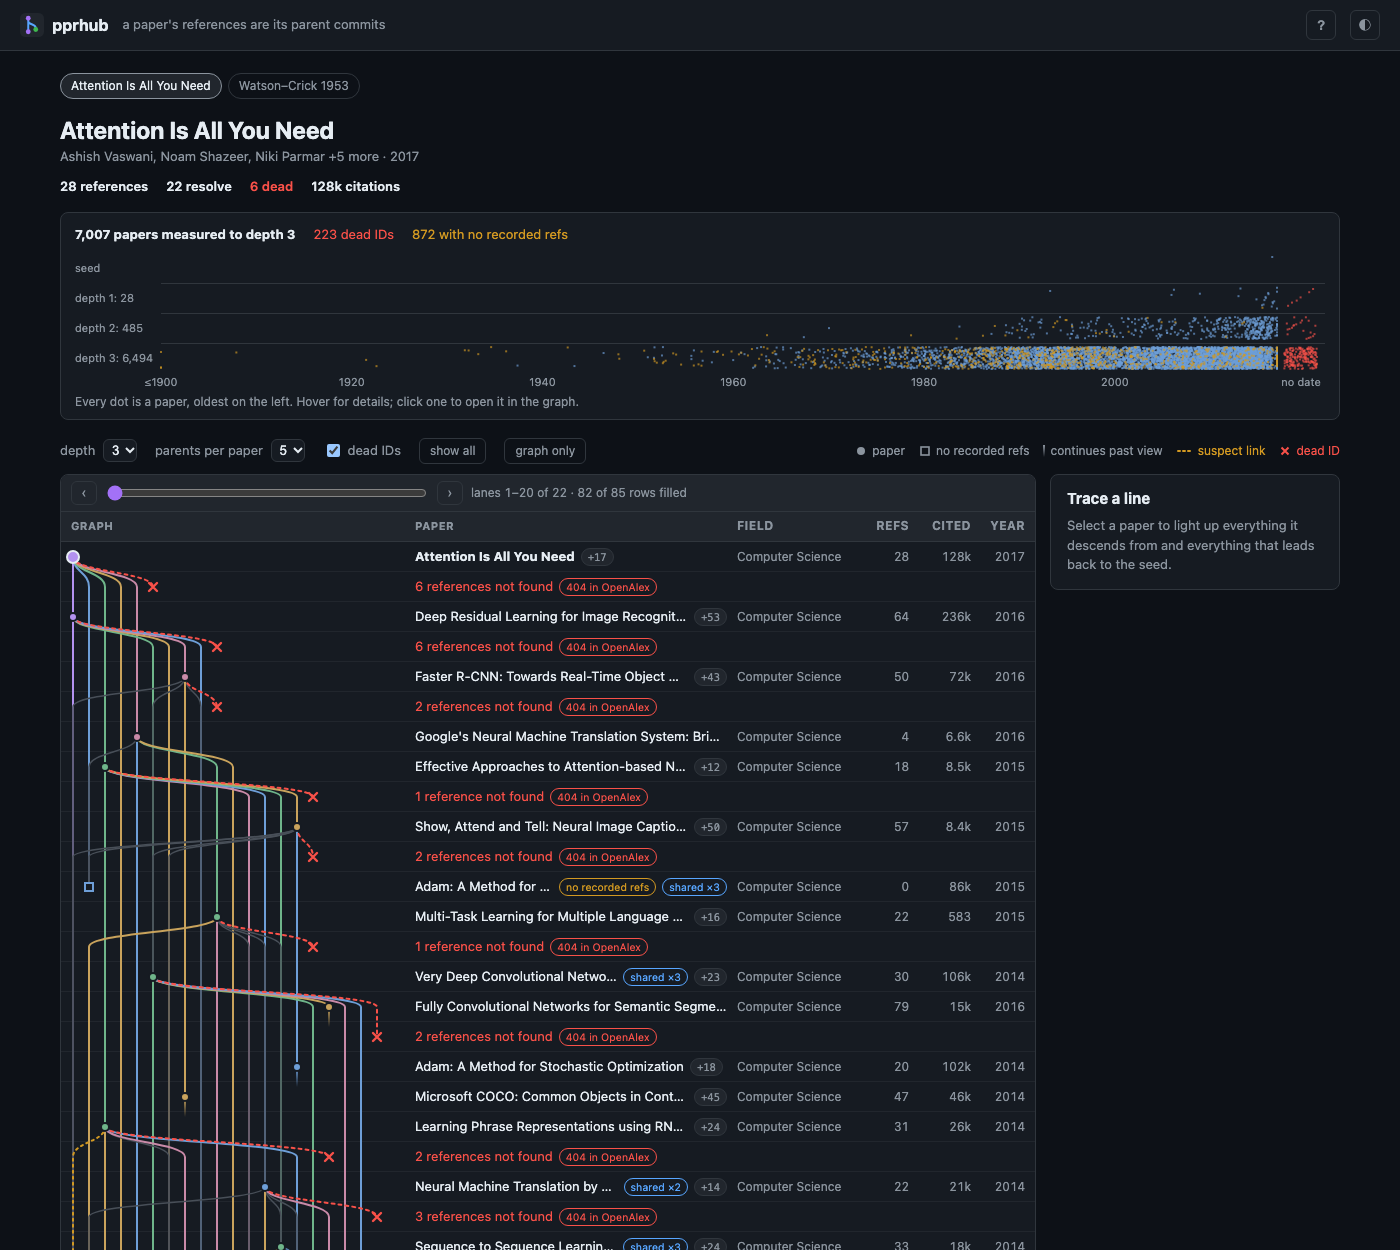 pprhub a paper's references are its parent commits ?
Attention Is All You Need Watson–Crick 1953
Attention Is All You Need
Ashish Vaswani, Noam Shazeer, Niki Parmar +5 more · 2017
28 references 22 resolve 6 dead 128k citations
7,007 papers measured to depth 3 223 dead IDs 872 with no recorded refs
seed
depth 1: 28
depth 2: 485
depth 3: 6,494
≤1900 1920 1940 1960 1980 2000 no date
Every dot is a paper, oldest on the left. Hover for details; click one to open it in the graph.
depth 3 parents per paper 5 dead IDs show all graph only paper no recorded refs continues past view suspect link dead ID
‹ › lanes 1–20 of 22 · 82 of 85 rows filled
GRAPH PAPER FIELD REFS CITED YEAR
Attention Is All You Need +17 Computer Science 28 128k 2017
6 references not found 404 in OpenAlex
Deep Residual Learning for Image Recognit... +53 Computer Science 64 236k 2016
6 references not found 404 in OpenAlex
Faster R-CNN: Towards Real-Time Object ... +43 Computer Science 50 72k 2016
2 references not found 404 in OpenAlex
Google's Neural Machine Translation System: Bri... Computer Science 4 6.6k 2016
Effective Approaches to Attention-based N... +12 Computer Science 18 8.5k 2015
1 reference not found 404 in OpenAlex
Show, Attend and Tell: Neural Image Captio... +50 Computer Science 57 8.4k 2015
2 references not found 404 in OpenAlex
Adam: A Method for ... no recorded refs shared ×3 Computer Science 0 86k 2015
Multi-Task Learning for Multiple Language ... +16 Computer Science 22 583 2015
1 reference not found 404 in OpenAlex
Very Deep Convolutional Netwo... shared ×3 +23 Computer Science 30 106k 2014
Fully Convolutional Networks for Semantic Segme... Computer Science 79 15k 2016
2 references not found 404 in OpenAlex
Adam: A Method for Stochastic Optimization +18 Computer Science 20 102k 2014
Microsoft COCO: Common Objects in Cont... +45 Computer Science 47 46k 2014
Learning Phrase Representations using RN... +24 Computer Science 31 26k 2014
2 references not found 404 in OpenAlex
Neural Machine Translation by ... shared ×2 +14 Computer Science 22 21k 2014
3 references not found 404 in OpenAlex
Sequence to Sequence Learnin... shared ×3 +24 Computer Science 33 18k 2014
Trace a line
Select a paper to light up everything it
descends from and everything that leads
back to the seed.